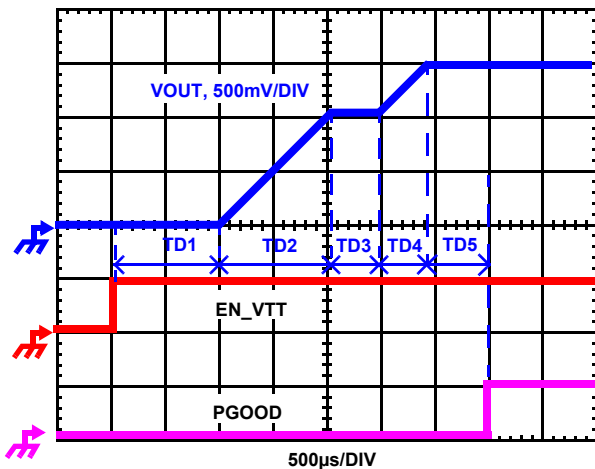 VOUT, 500mV/DIV
TD1 TD2 TD3 TD4 TD5
EN_VTT
PGOOD
500µs/DIV